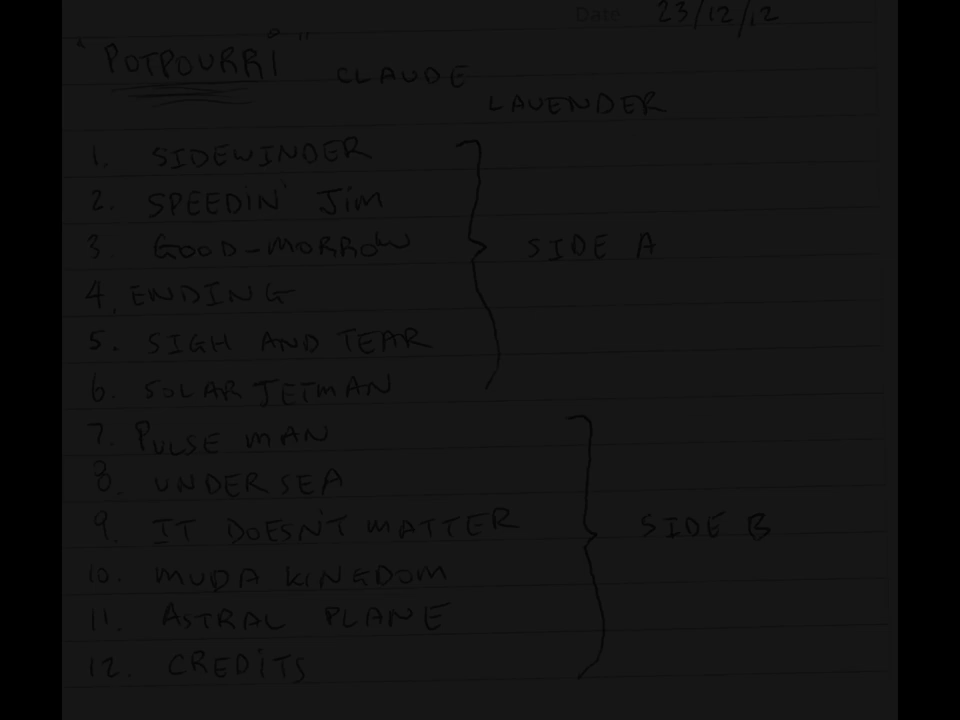 Date 23/12/12
"POTPOURRI"
CLAUDE
LAVENDER
1. SIDEWINDER
2. SPEEDIN' JiM
3 GOOD-MORROW
SIDE A
4. ENDING
5. SIGH AND TEAR
6. SOLAR JETMAN
7. PULSE MAN
8. UNDERSEA
9. IT DOESN'T MATTER
SIDE B
10. MUDA KINGDOM
11. ASTRAL PLANE
12. CREDiTS